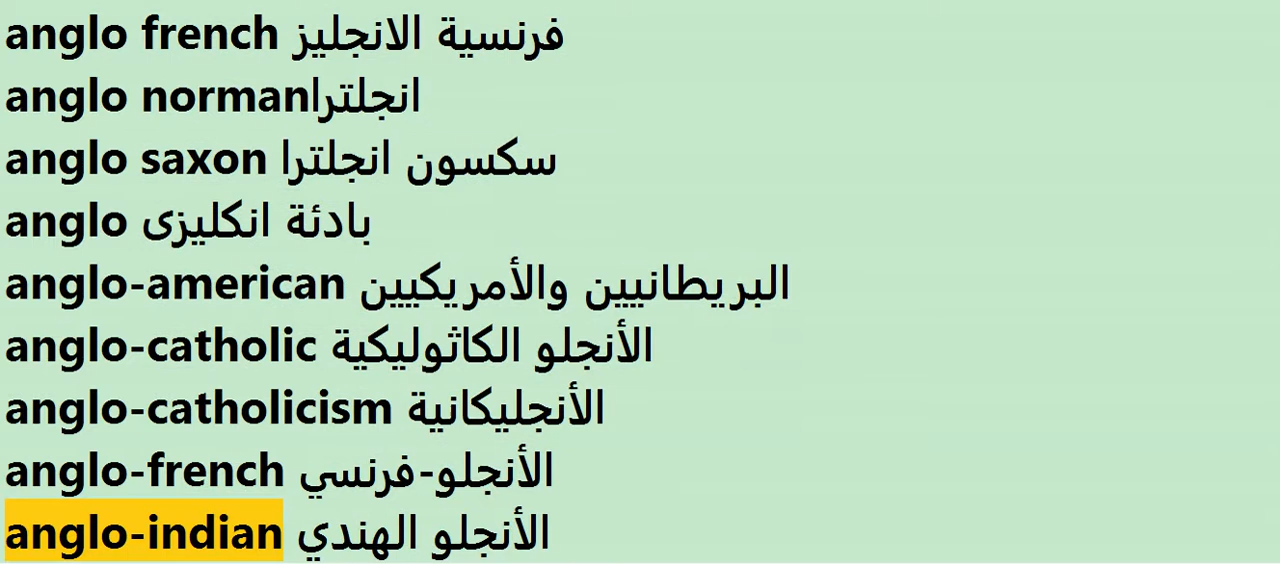 anglo french فرنسية الانجليز
anglo normanانجلترا
anglo saxon سكسون انجلترا
anglo بادئة انكليزى
anglo-american البريطانيين والأمريكيين
anglo-catholic الأنجلو الكاثوليكية
anglo-catholicism الأنجليكانية
anglo-french الأنجلو-فرنسي
anglo-indian الأنجلو الهندي